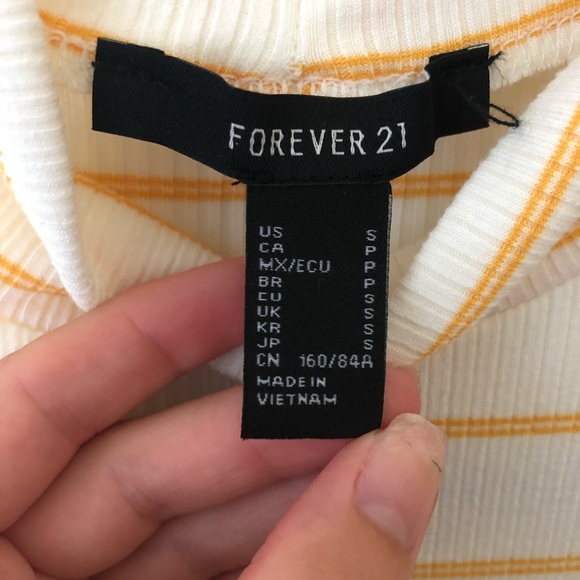 FOREVER 21
US S
CA P
MX/ECU P
BR P
EU S
UK S
KR S
JP S
CN 160/84A
MADE IN
VIETNAM